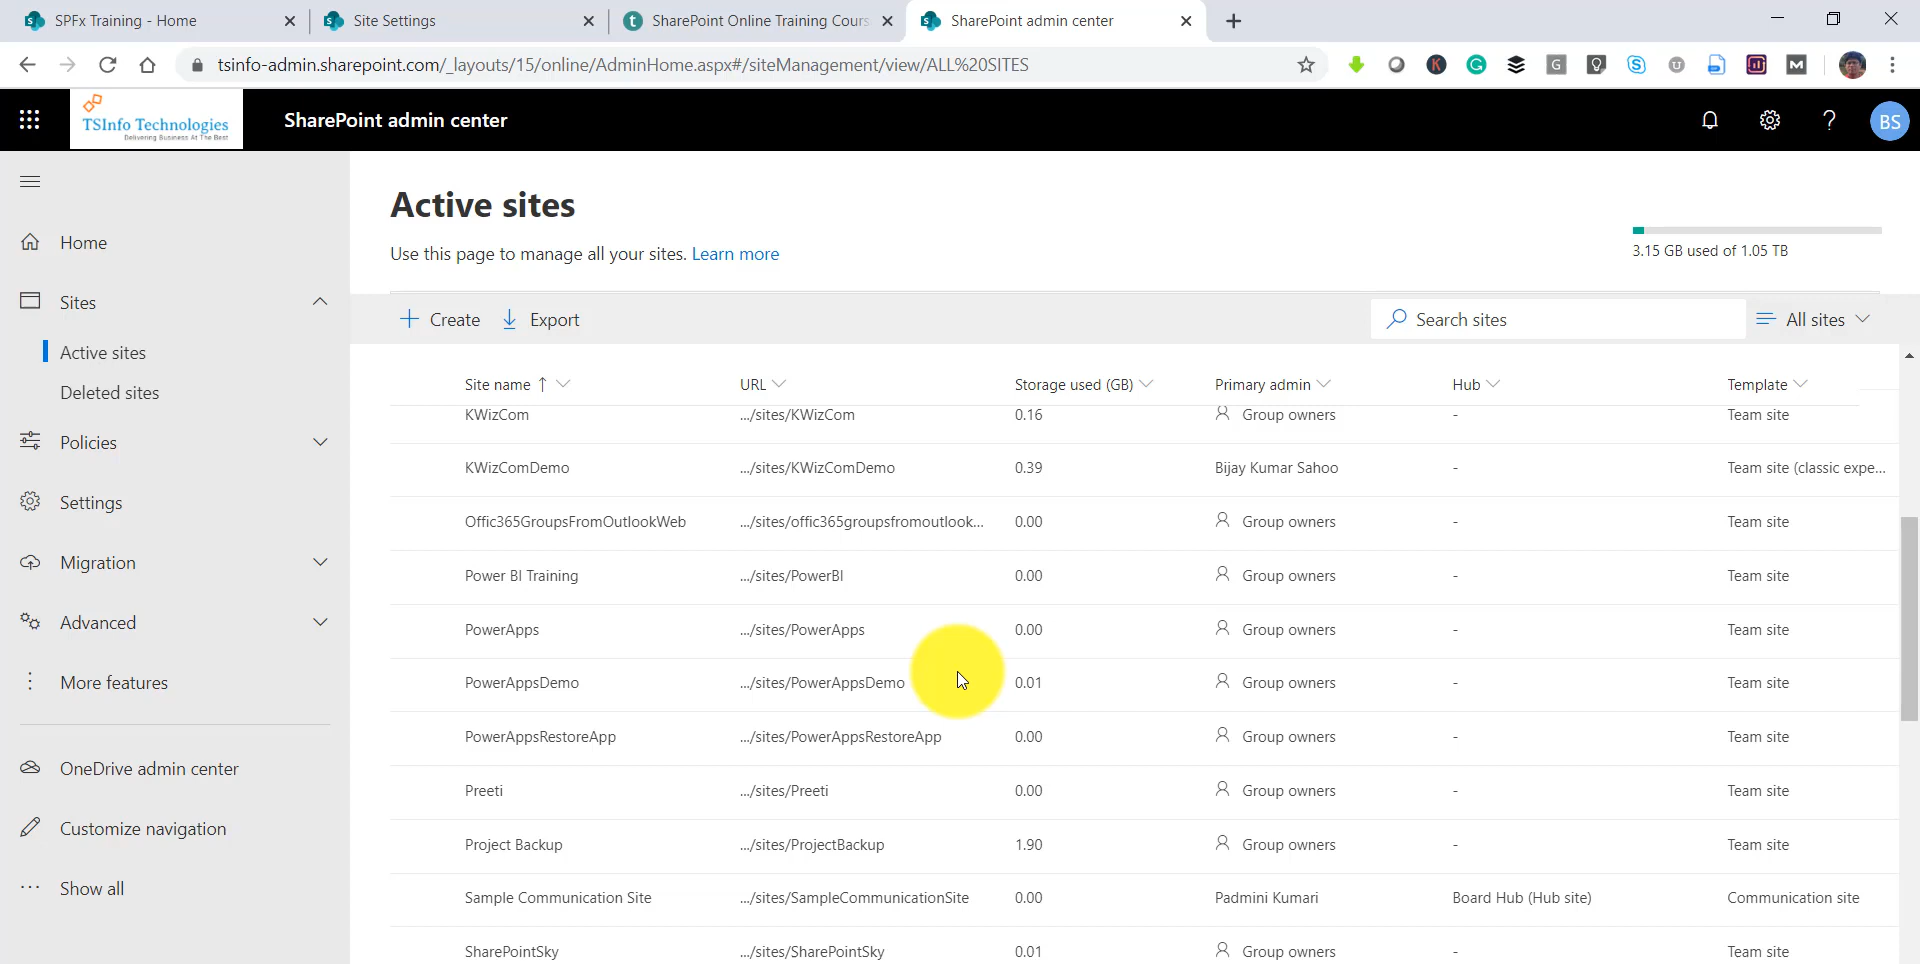 SPFx Training - Home
Site Settings
SharePoint Online Training Cours
SharePoint admin center
tsinfo-admin.sharepoint.com/_layouts/15/online/AdminHome.aspx#/siteManagement/view/ALL%20SITES
TSInfo Technologies
Delivering Business At The Best
SharePoint admin center
BS
Home
Sites
Active sites
Deleted sites
Policies
Settings
Migration
Advanced
More features
OneDrive admin center
Customize navigation
Show all
Active sites
Use this page to manage all your sites. Learn more
3.15 GB used of 1.05 TB
Create Export Search sites All sites
Site name URL Storage used (GB) Primary admin Hub Template
KWizCom .../sites/KWizCom 0.16 Group owners - Team site
KWizComDemo .../sites/KWizComDemo 0.39 Bijay Kumar Sahoo - Team site (classic expe...
Offic365GroupsFromOutlookWeb .../sites/offic365groupsfromoutlook... 0.00 Group owners - Team site
Power BI Training .../sites/PowerBI 0.00 Group owners - Team site
PowerApps .../sites/PowerApps 0.00 Group owners - Team site
PowerAppsDemo .../sites/PowerAppsDemo 0.01 Group owners - Team site
PowerAppsRestoreApp .../sites/PowerAppsRestoreApp 0.00 Group owners - Team site
Preeti .../sites/Preeti 0.00 Group owners - Team site
Project Backup .../sites/ProjectBackup 1.90 Group owners - Team site
Sample Communication Site .../sites/SampleCommunicationSite 0.00 Padmini Kumari Board Hub (Hub site) Communication site
SharePointSky .../sites/SharePointSky 0.01 Group owners - Team site